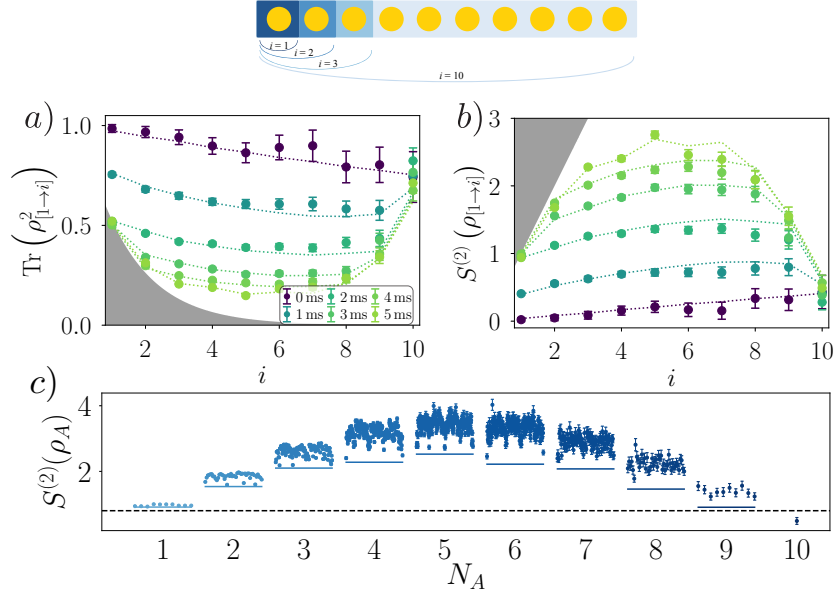 i = 1
i = 2
i = 3
i = 10
a)
1.0
0.5
0.0
Tr (ρ²[1→i])
0 ms 2 ms 4 ms
1 ms 3 ms 5 ms
2 4 6 8 10
i
b)
3
2
1
0
S⁽²⁾ (ρ[1→i])
2 4 6 8 10
i
c)
4
2
S⁽²⁾(ρ_A)
1 2 3 4 5 6 7 8 9 10
N_A